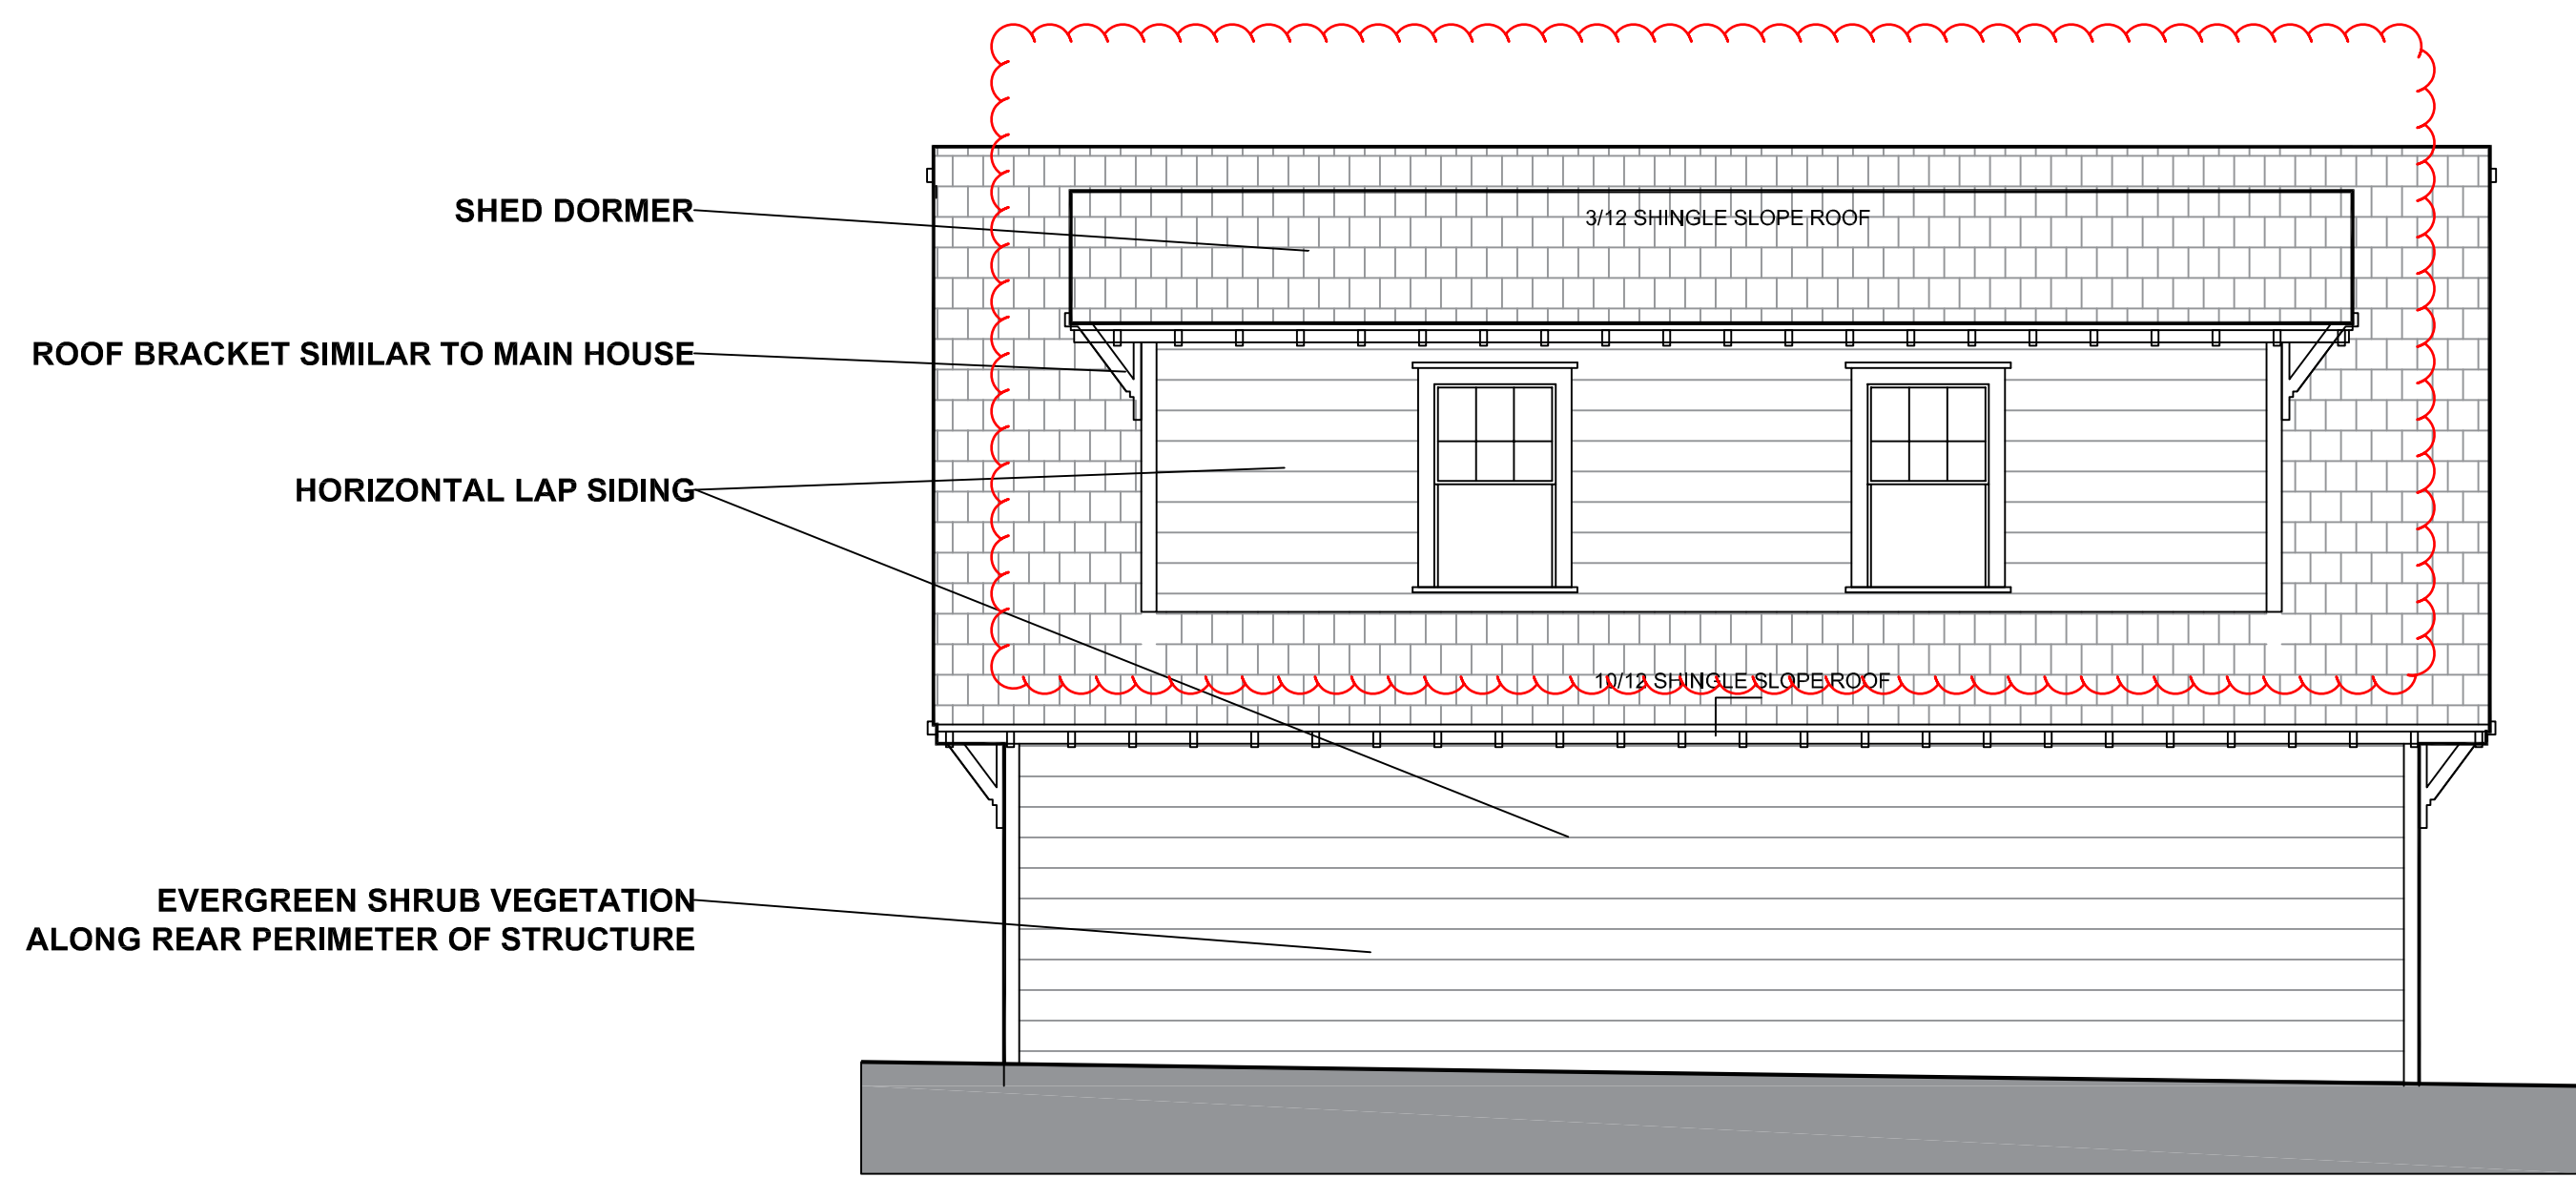 SHED DORMER
3/12 SHINGLE SLOPE ROOF
ROOF BRACKET SIMILAR TO MAIN HOUSE
HORIZONTAL LAP SIDING
10/12 SHINGLE SLOPE ROOF
EVERGREEN SHRUB VEGETATION
ALONG REAR PERIMETER OF STRUCTURE